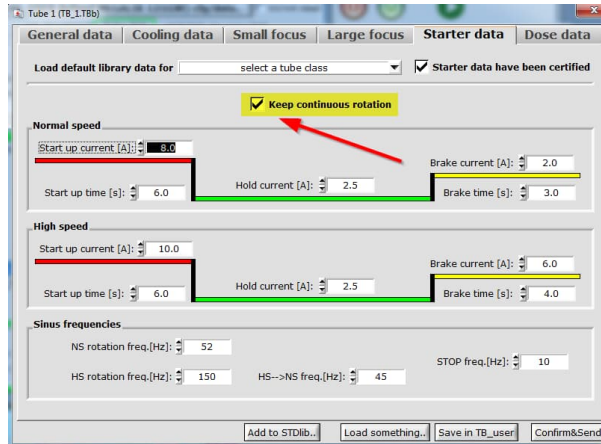 Tube 1 (TB_1.TBb)
General data Cooling data Small focus Large focus Starter data Dose data
Load default library data for select a tube class Starter data have been certified
Keep continuous rotation
Normal speed
Start up current [A]: 8.0
Brake current [A]: 2.0
Start up time [s]: 6.0 Hold current [A]: 2.5 Brake time [s]: 3.0
High speed
Start up current [A]: 10.0
Brake current [A]: 6.0
Start up time [s]: 6.0 Hold current [A]: 2.5 Brake time [s]: 4.0
Sinus frequencies
NS rotation freq.[Hz]: 52
STOP freq.[Hz]: 10
HS rotation freq.[Hz]: 150 HS-->NS freq.[Hz]: 45
Add to STDlib.. Load something.. Save in TB_user Confirm&Send